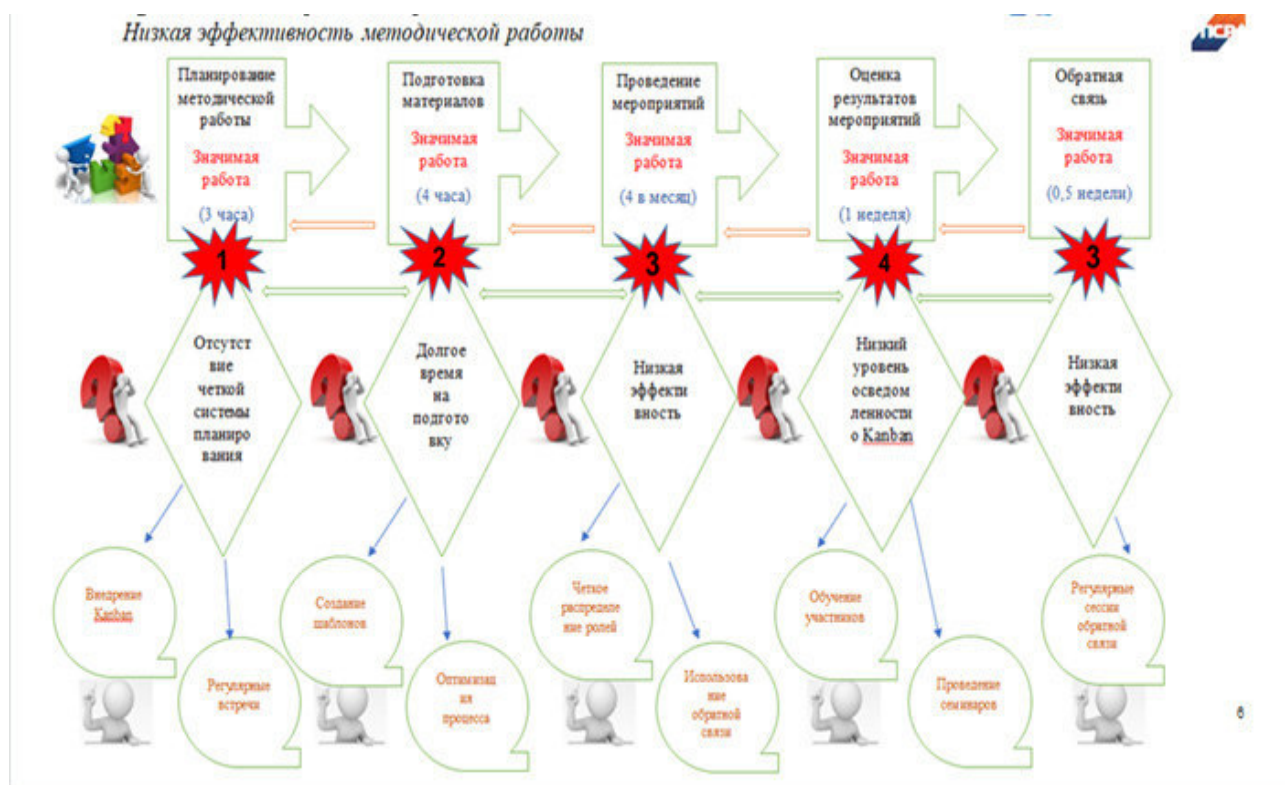 Низкая эффективность методической работы
Планирование
методической
работы
Значимая
работа
(3 часа)
Подготовка
материалов
Значимая
работа
(4 часа)
Проведение
мероприятий
Значимая
работа
(4 в месяц)
Оценка
результатов
мероприятий
Значимая
работа
(1 неделя)
Обратная
связь
Значимая
работа
(0,5 недели)
1
2
3
4
3
Отсутст
вие
четкой
системы
планиро
вания
Долгое
время
на
подгото
вку
Низкая
эффекти
вность
Низкий
уровень
осведом
ленности
о Kanban
Низкая
эффекти
вность
Внедрение
Kanban
Регулярные
встречи
Создание
шаблонов
Оптимизац
ия
процесса
Четкое
распределе
ние ролей
Использова
ние
обратной
связи
Обучение
участников
Проведение
семинаров
Регулярные
сессии
обратной
связи
6